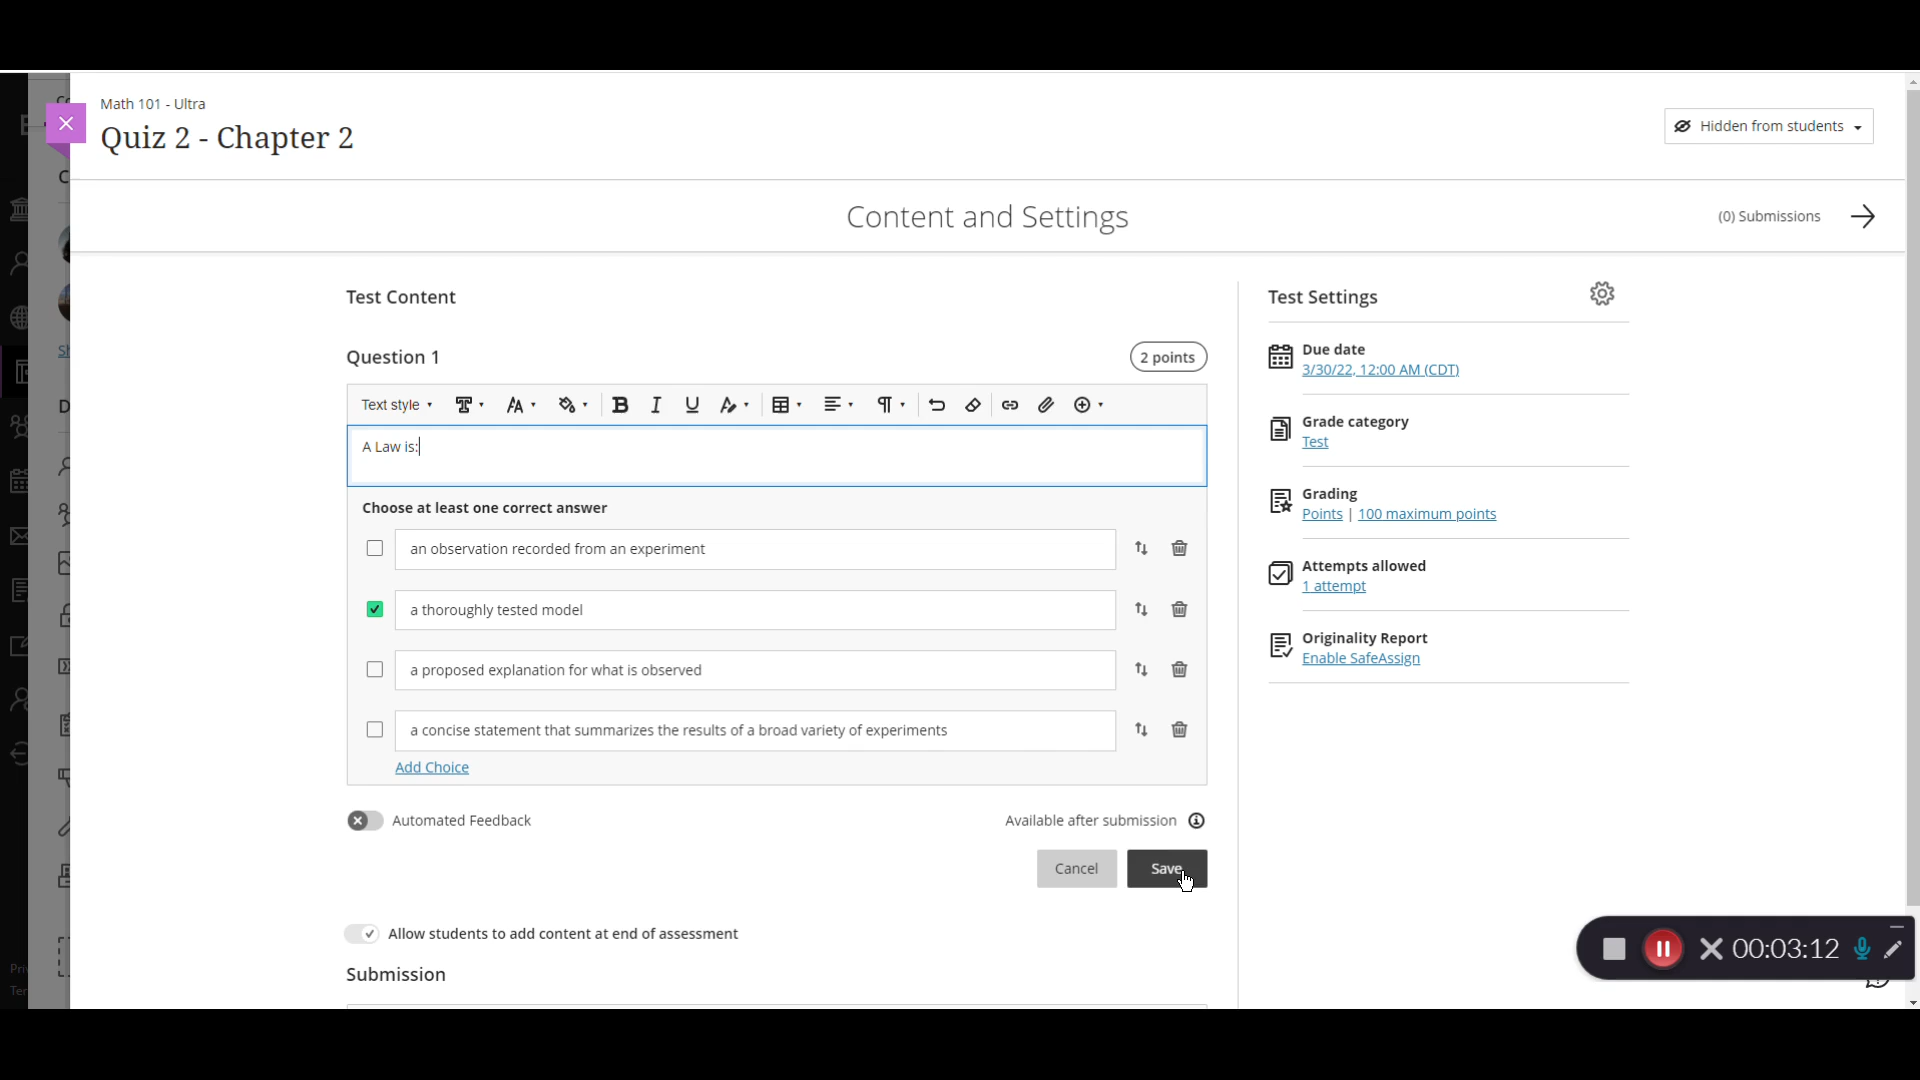 Math 101 - Ultra
Quiz 2 - Chapter 2
Hidden from students
Content and Settings
(0) Submissions
Test Content
Test Settings
Question 1
2 points
Due date
3/30/22, 12:00 AM (CDT)
Text style
A Law is:
Grade category
Test
Choose at least one correct answer
Grading
Points | 100 maximum points
an observation recorded from an experiment
Attempts allowed
1 attempt
a thoroughly tested model
Originality Report
Enable SafeAssign
a proposed explanation for what is observed
a concise statement that summarizes the results of a broad variety of experiments
Add Choice
Automated Feedback
Available after submission
Cancel
Save
Allow students to add content at end of assessment
00:03:12
Submission